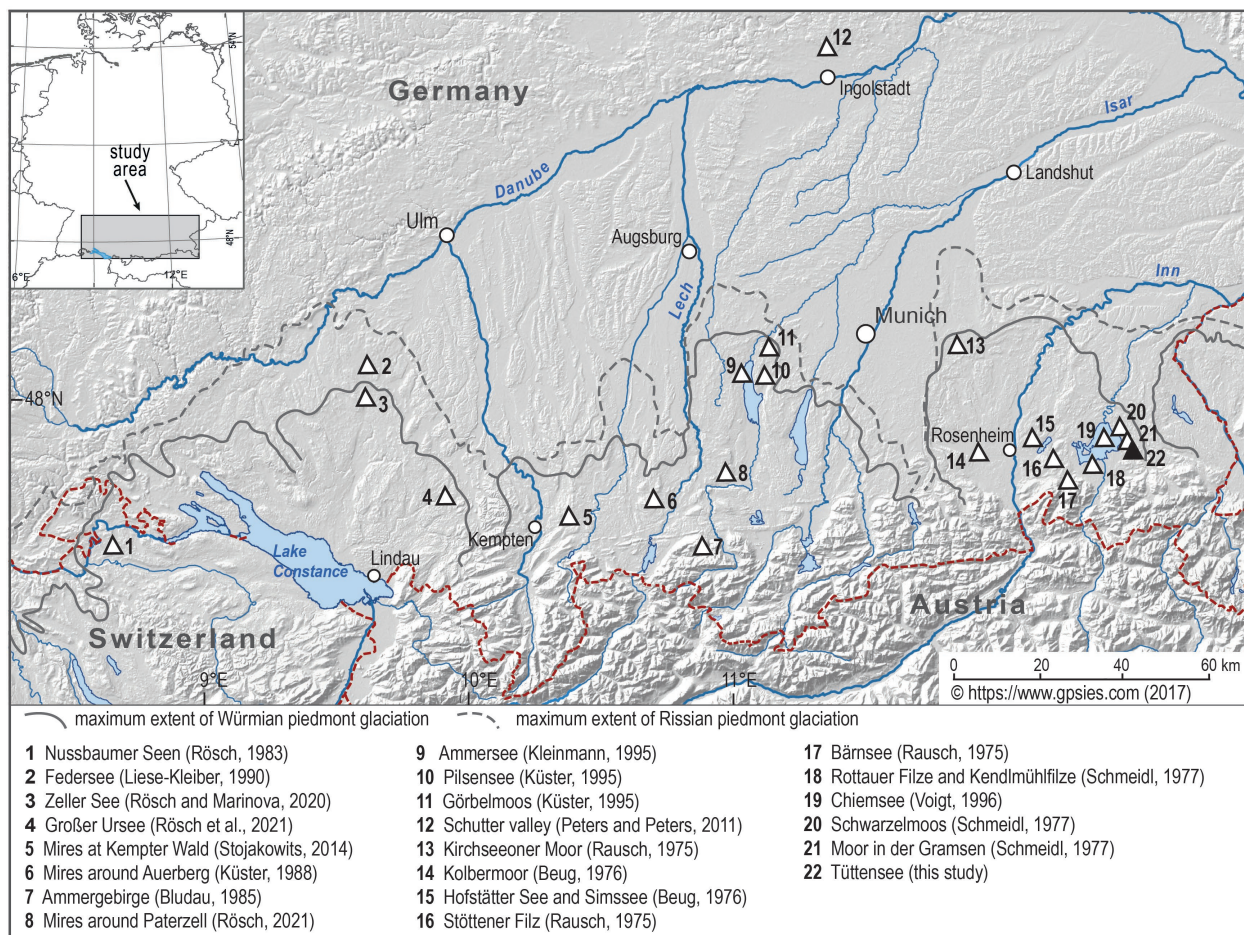 54°N
study
area
48°N
6°E
12°E
Germany
12
Ingolstadt
Isar
Danube
Landshut
Ulm
Augsburg
Inn
Lech
Munich
11
13
2
9
10
48°N
3
20
19
21
15
Rosenheim
14
16
22
8
18
17
4
6
5
Kempten
7
1
Lake
Constance
Lindau
Austria
Switzerland
0 20 40 60 km
9°E
10°E
11°E
© https://www.gpsies.com (2017)
maximum extent of Würmian piedmont glaciation
maximum extent of Rissian piedmont glaciation
1 Nussbaumer Seen (Rösch, 1983)
2 Federsee (Liese-Kleiber, 1990)
3 Zeller See (Rösch and Marinova, 2020)
4 Großer Ursee (Rösch et al., 2021)
5 Mires at Kempter Wald (Stojakowits, 2014)
6 Mires around Auerberg (Küster, 1988)
7 Ammergebirge (Bludau, 1985)
8 Mires around Paterzell (Rösch, 2021)
9 Ammersee (Kleinmann, 1995)
10 Pilsensee (Küster, 1995)
11 Görbelmoos (Küster, 1995)
12 Schutter valley (Peters and Peters, 2011)
13 Kirchseeoner Moor (Rausch, 1975)
14 Kolbermoor (Beug, 1976)
15 Hofstätter See and Simssee (Beug, 1976)
16 Stöttener Filz (Rausch, 1975)
17 Bärnsee (Rausch, 1975)
18 Rottauer Filze and Kendlmühlfilze (Schmeidl, 1977)
19 Chiemsee (Voigt, 1996)
20 Schwarzelmoos (Schmeidl, 1977)
21 Moor in der Gramsen (Schmeidl, 1977)
22 Tüttensee (this study)